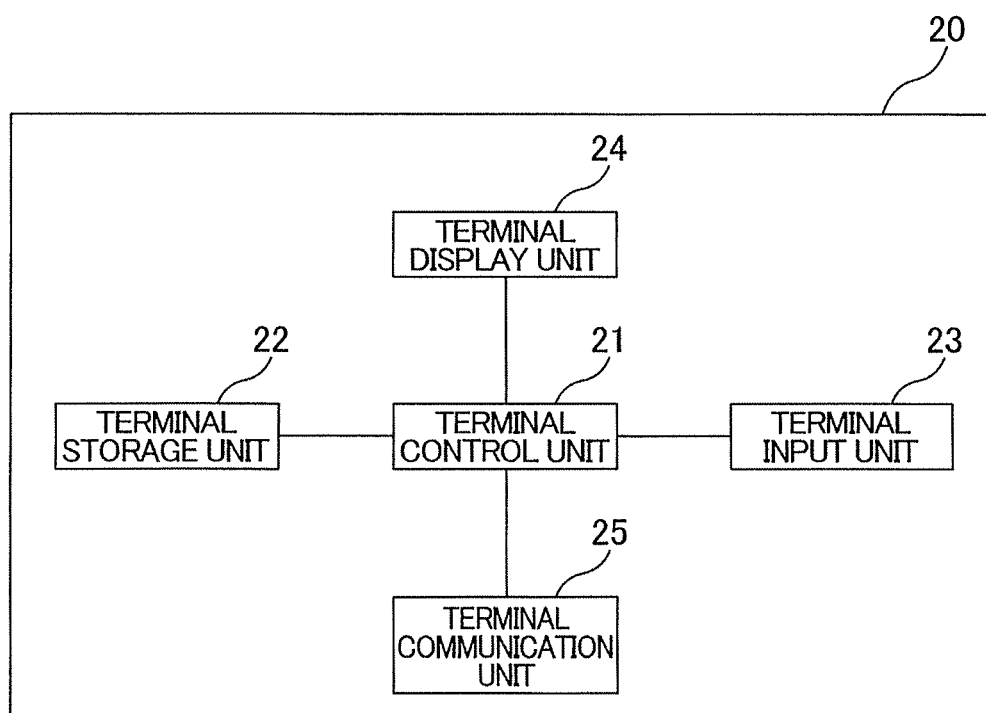 20
24
TERMINAL
DISPLAY UNIT
22
21
23
TERMINAL
STORAGE UNIT
TERMINAL
CONTROL UNIT
TERMINAL
INPUT UNIT
25
TERMINAL
COMMUNICATION
UNIT